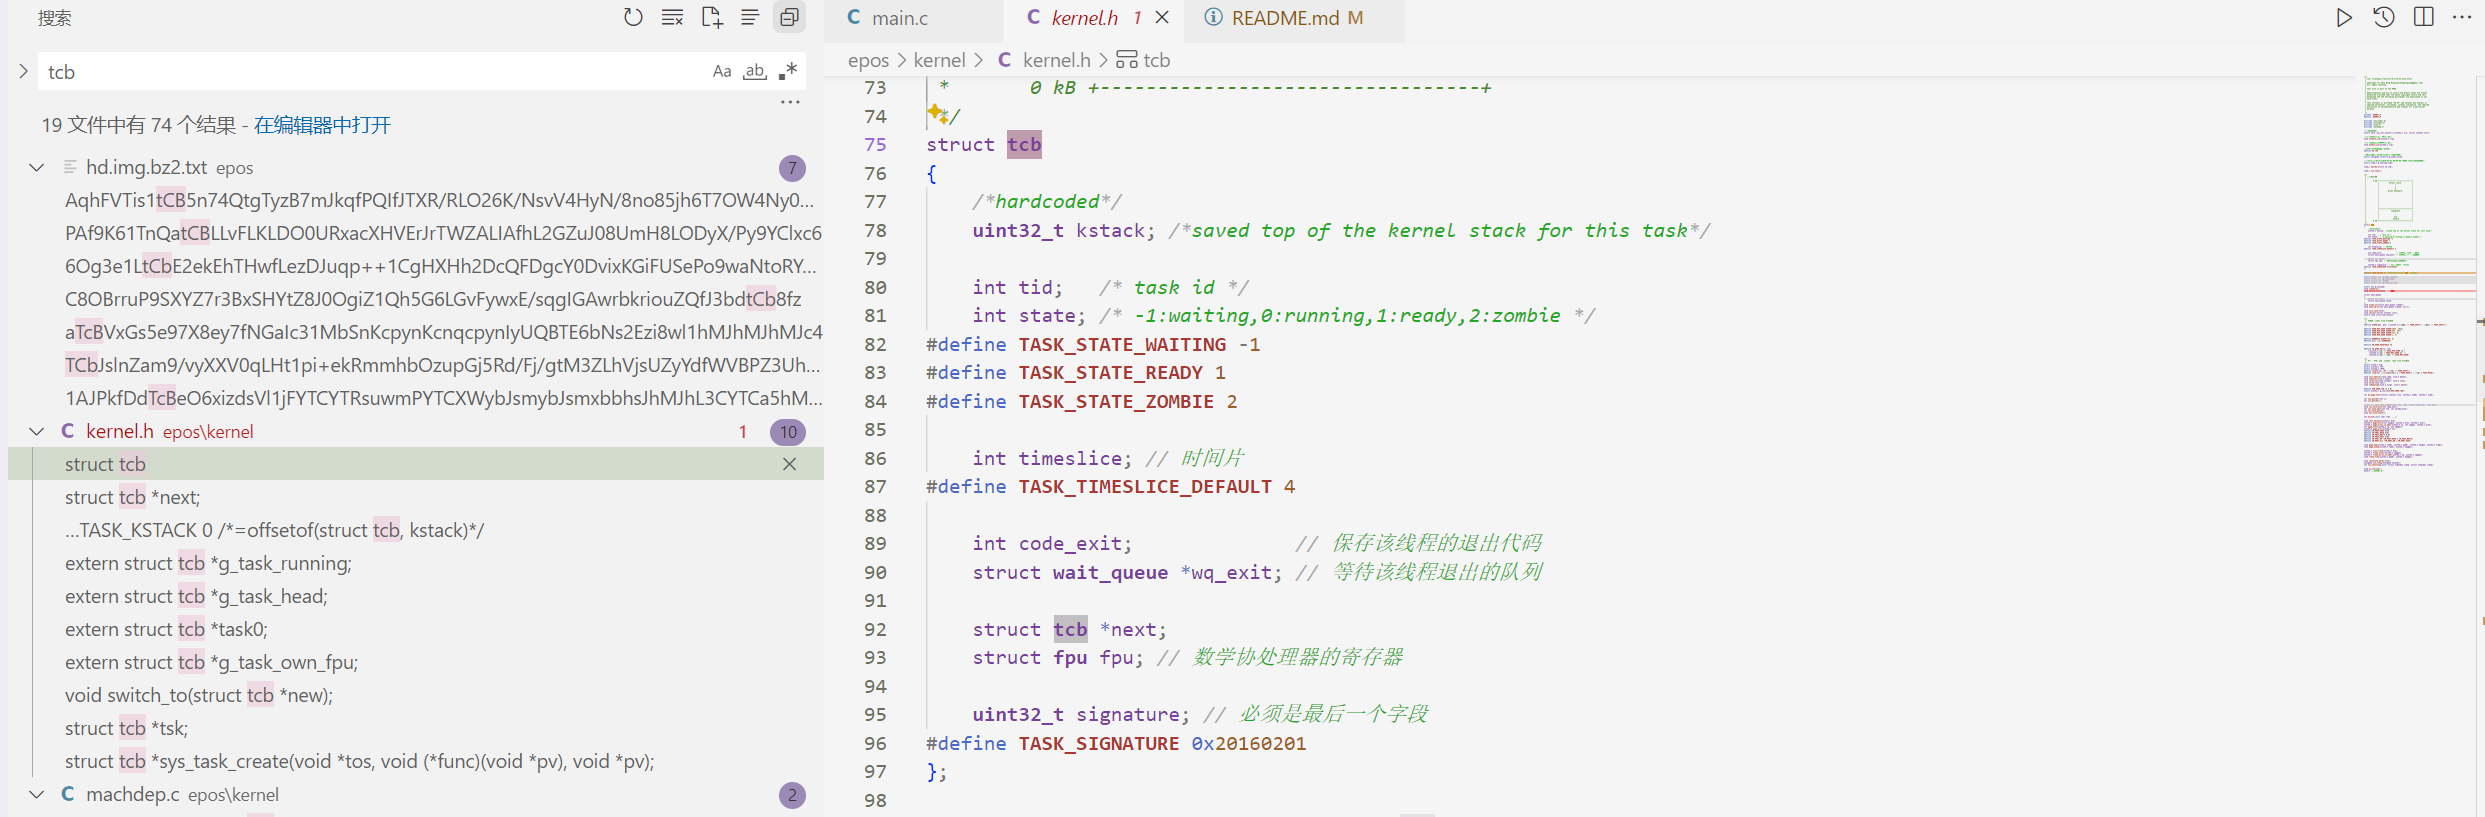 搜索
tcb
Aa ab .*
19 文件中有 74 个结果 - 在编辑器中打开
hd.img.bz2.txt epos 7
AqhFVTis1tCB5n74QtgTyzB7mJkqfPQIfJTXR/RLO26K/NsvV4HyN/8no85jh6T7OW4Ny0...
PAf9K61TnQatCBLLvFLKLDO0URxacXHVErJrTWZALIAfhL2GZuJ08UmH8LODyX/Py9YClxc6
6Og3e1LtCbE2ekEhTHwfLezDJuqp++1CgHXHh2DcQFDgcY0DvixKGiFUSePo9waNtoRY...
C8OBrruP9SXYZ7r3BxSHYtZ8J0OgiZ1Qh5G6LGvFywxE/sqgIGAwrbkriouZQfJ3bdtCb8fz
aTcBVxGs5e97X8ey7fNGaIc31MbSnKcpynKcnqcpynIyUQBTE6bNs2Ezi8wl1hMJhMJhMJc4
TCbJslnZam9/vyXXV0qLHt1pi+ekRmmhbOzupGj5Rd/Fj/gtM3ZLhVjsUZyYdfWVBPZ3Uh...
1AJPkfDdTcBeO6xizdsVl1jFYTCYTRsuwmPYTCXWybJsmybJsmxbbhsJhMJhL3CYTCa5hM...
kernel.h epos\kernel 1 10
struct tcb
struct tcb *next;
...TASK_KSTACK 0 /*=offsetof(struct tcb, kstack)*/
extern struct tcb *g_task_running;
extern struct tcb *g_task_head;
extern struct tcb *task0;
extern struct tcb *g_task_own_fpu;
void switch_to(struct tcb *new);
struct tcb *tsk;
struct tcb *sys_task_create(void *tos, void (*func)(void *pv), void *pv);
machdep.c epos\kernel 2
main.c
kernel.h 1
README.md M
epos > kernel > C kernel.h > tcb
73  *       0 kB +---------------------------------+
74  */
75 struct tcb
76 {
77     /*hardcoded*/
78     uint32_t kstack; /*saved top of the kernel stack for this task*/
79
80     int tid;   /* task id */
81     int state; /* -1:waiting,0:running,1:ready,2:zombie */
82 #define TASK_STATE_WAITING -1
83 #define TASK_STATE_READY 1
84 #define TASK_STATE_ZOMBIE 2
85
86     int timeslice; // 时间片
87 #define TASK_TIMESLICE_DEFAULT 4
88
89     int code_exit;              // 保存该线程的退出代码
90     struct wait_queue *wq_exit; // 等待该线程退出的队列
91
92     struct tcb *next;
93     struct fpu fpu; // 数学协处理器的寄存器
94
95     uint32_t signature; // 必须是最后一个字段
96 #define TASK_SIGNATURE 0x20160201
97 };
98